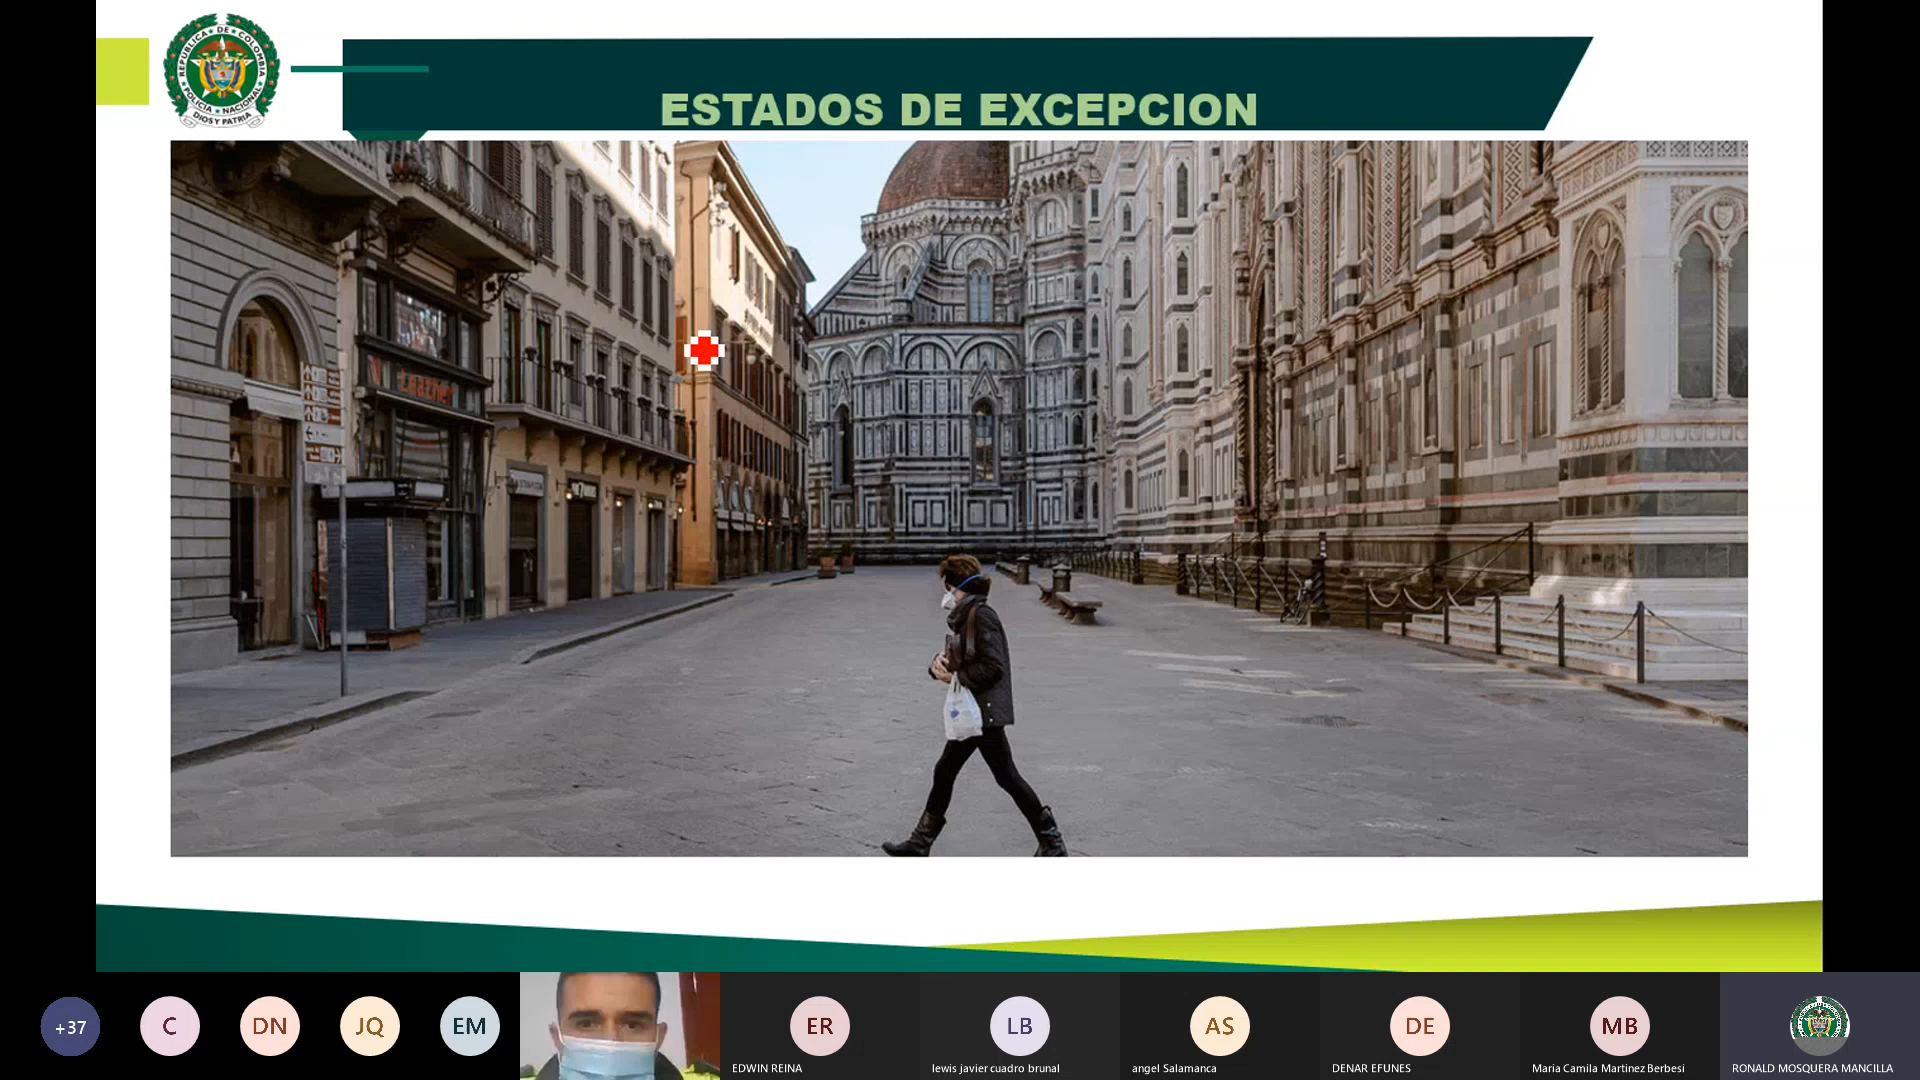 REPUBLICA DE COLOMBIA
POLICIA NACIONAL
DIOS Y PATRIA
ESTADOS DE EXCEPCION
Leather
+37
C
DN
JQ
EM
ER
LB
AS
DE
MB
EDWIN REINA
lewis javier cuadro brunal
angel Salamanca
DENAR EFUNES
Maria Camila Martinez Berbesi
RONALD MOSQUERA MANCILLA